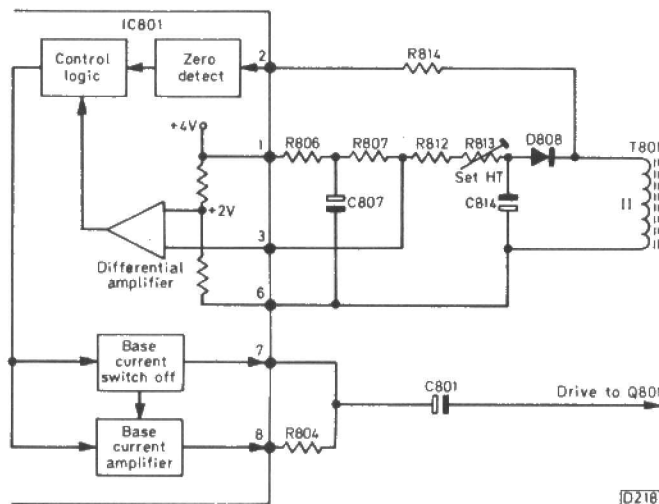 IC801
Control
logic
Zero
detect
2
R814
+4V
1
R806
R807
R812
R813
D808
T801
Set HT
+2V
C807
C814
II
3
Differential
amplifier
6
Base
current
switch off
7
C801
Drive to Q801
Base
current
amplifier
8
R804
D218